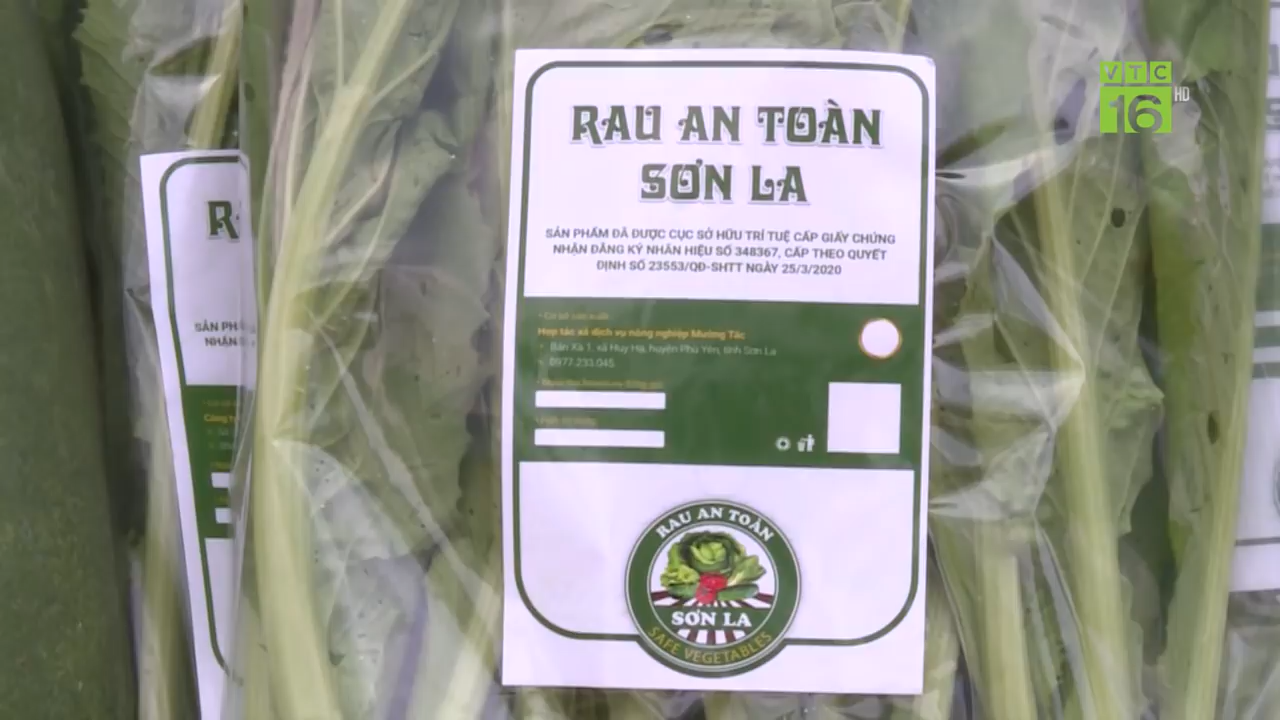 VTC
16 HD
RAU AN TOÀN
SƠN LA
SẢN PHẨM ĐÃ ĐƯỢC CỤC SỞ HỮU TRÍ TUỆ CẤP GIẤY CHỨNG
NHẬN ĐĂNG KÝ NHÃN HIỆU SỐ 348367, CẤP THEO QUYẾT
ĐỊNH SỐ 23553/QĐ-SHTT NGÀY 25/3/2020
Hợp tác xã dịch vụ nông nghiệp Mường Tấc
Bản Xà 1, xã Huy Hạ, huyện Phù Yên, tỉnh Sơn La
0977.233.045
RAU AN TOÀN
SƠN LA
SAFE VEGETABLES
SẢN PH
NHẬN